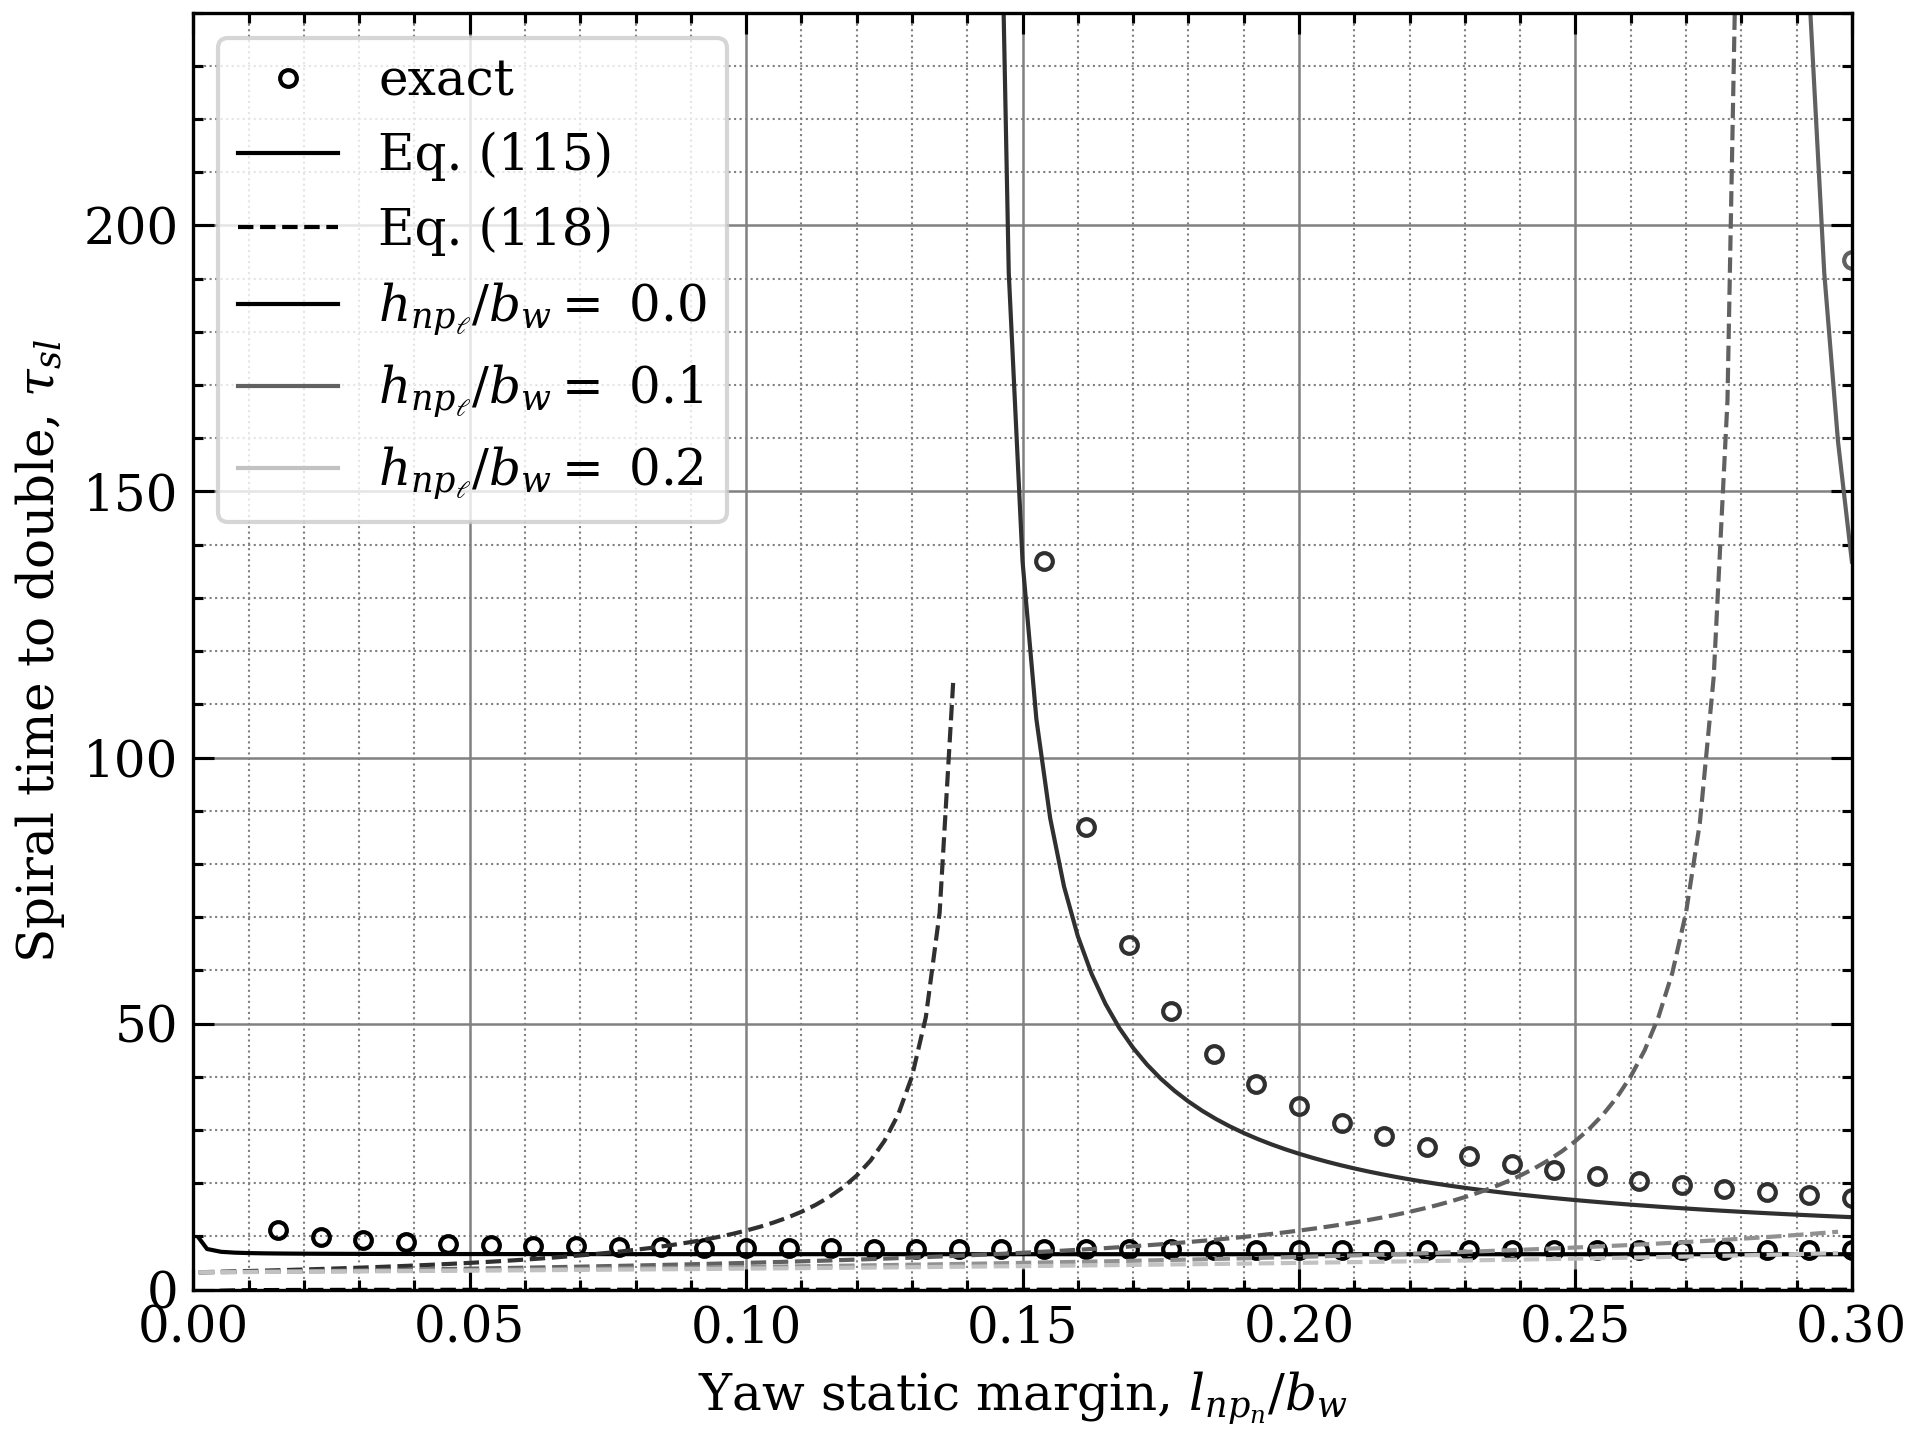 exact
Eq. (115)
Eq. (118)
h_{np_ℓ}/b_w = 0.0
h_{np_ℓ}/b_w = 0.1
h_{np_ℓ}/b_w = 0.2
Spiral time to double, τ_{sl}
200
150
100
50
0
0.00 0.05 0.10 0.15 0.20 0.25 0.30
Yaw static margin, l_{np_n}/b_w